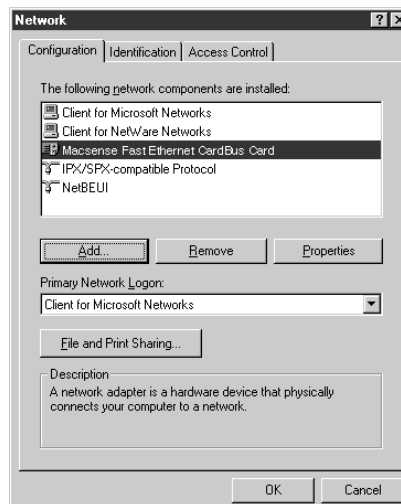 Network
Configuration Identification Access Control
The following network components are installed:
Client for Microsoft Networks
Client for NetWare Networks
Macsense Fast Ethernet CardBus Card
IPX/SPX-compatible Protocol
NetBEUI
Add... Remove Properties
Primary Network Logon:
Client for Microsoft Networks
File and Print Sharing...
Description
A network adapter is a hardware device that physically
connects your computer to a network.
OK Cancel